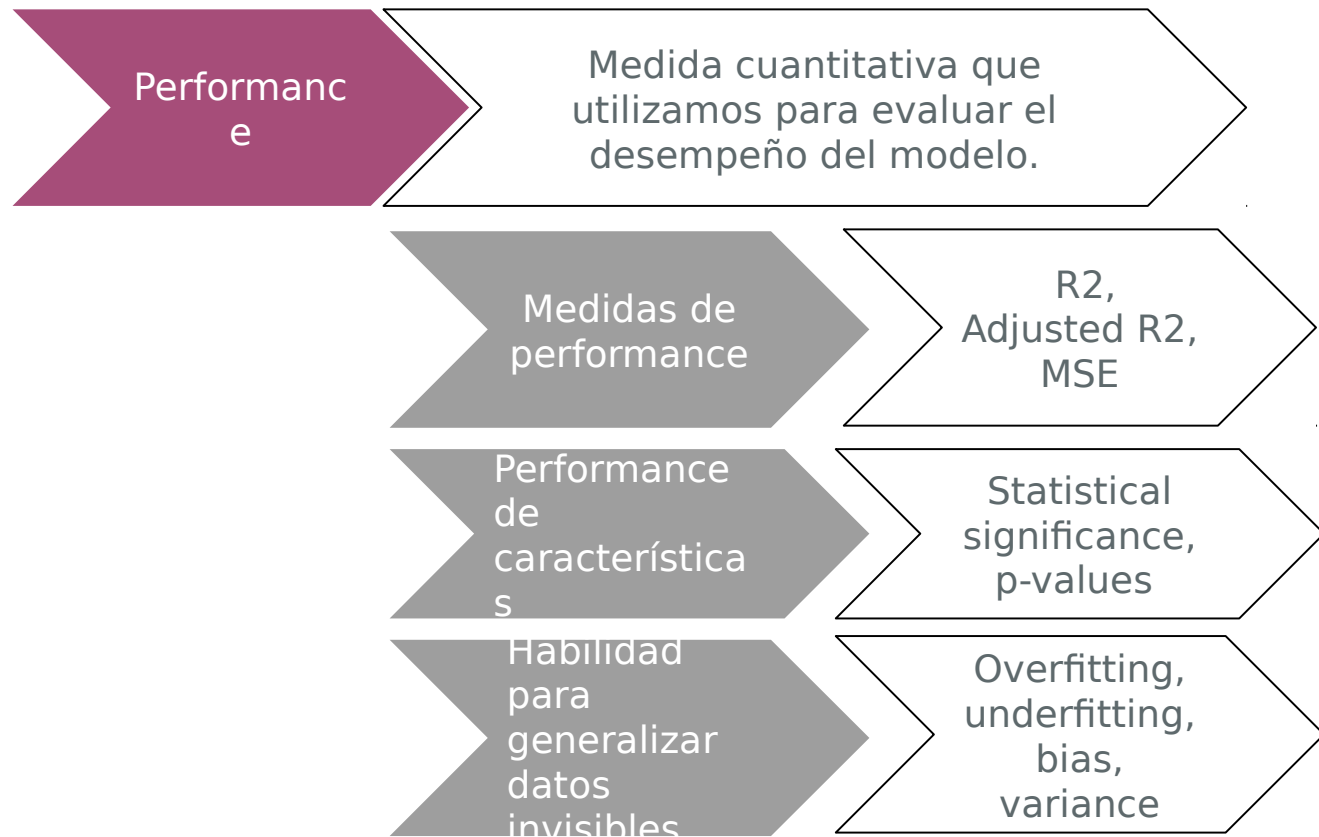 Performanc
e
Medida cuantitativa que
utilizamos para evaluar el
desempeño del modelo.
Medidas de
performance
R2,
Adjusted R2,
MSE
Performance
de
característica
s
Statistical
significance,
p-values
Habilidad
para
generalizar
datos
invisibles
Overfitting,
underfitting,
bias,
variance